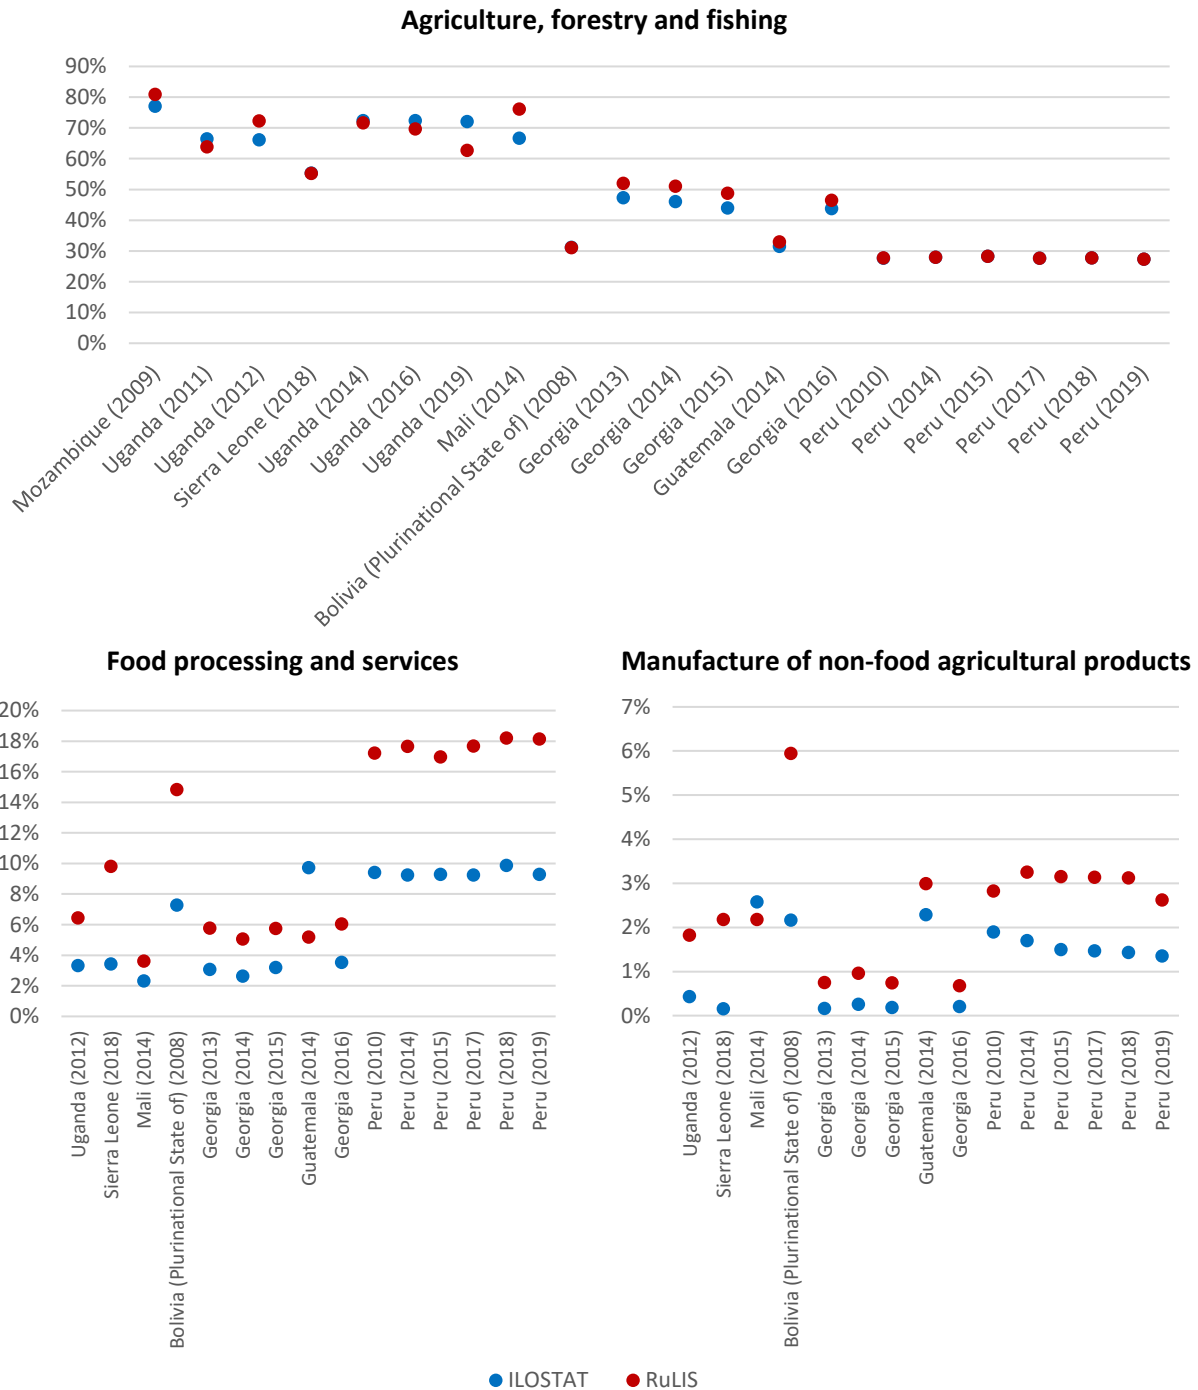 Agriculture, forestry and fishing
90%
80%
70%
60%
50%
40%
30%
20%
10%
0%
Mozambique (2009)
Uganda (2011)
Uganda (2012)
Sierra Leone (2018)
Uganda (2014)
Uganda (2016)
Uganda (2019)
Mali (2014)
Bolivia (Plurinational State of) (2008)
Georgia (2013)
Georgia (2014)
Georgia (2015)
Guatemala (2014)
Georgia (2016)
Peru (2010)
Peru (2014)
Peru (2015)
Peru (2017)
Peru (2018)
Peru (2019)
Food processing and services
20%
18%
16%
14%
12%
10%
8%
6%
4%
2%
0%
Uganda (2012)
Sierra Leone (2018)
Mali (2014)
Bolivia (Plurinational State of) (2008)
Georgia (2013)
Georgia (2014)
Georgia (2015)
Guatemala (2014)
Georgia (2016)
Peru (2010)
Peru (2014)
Peru (2015)
Peru (2017)
Peru (2018)
Peru (2019)
Manufacture of non-food agricultural products
7%
6%
5%
4%
3%
2%
1%
0%
Uganda (2012)
Sierra Leone (2018)
Mali (2014)
Bolivia (Plurinational State of) (2008)
Georgia (2013)
Georgia (2014)
Georgia (2015)
Guatemala (2014)
Georgia (2016)
Peru (2010)
Peru (2014)
Peru (2015)
Peru (2017)
Peru (2018)
Peru (2019)
ILOSTAT
RuLIS